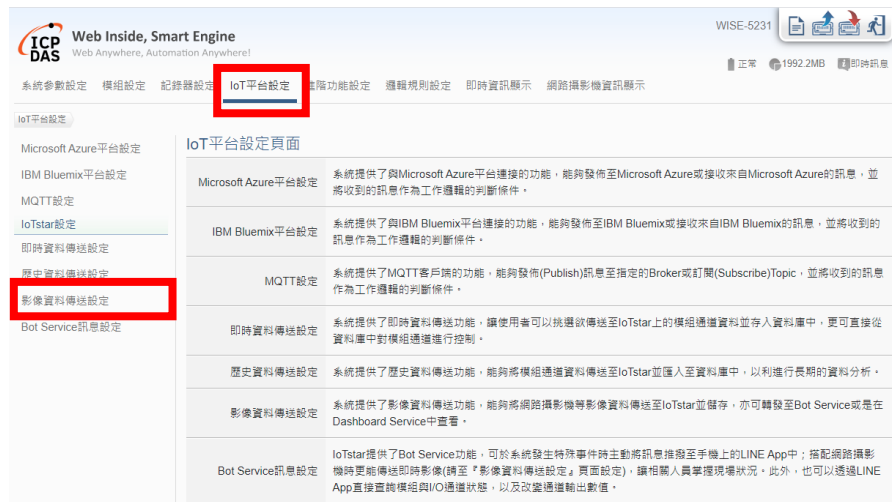 ICP
DAS
Web Inside, Smart Engine
Web Anywhere, Automation Anywhere!
WISE-5231
正常 1992.2MB 即時訊息
系統參數設定 模組設定 記錄器設定 IoT平台設定 進階功能設定 邏輯規則設定 即時資訊顯示 網路攝影機資訊顯示
IoT平台設定
Microsoft Azure平台設定
IBM Bluemix平台設定
MQTT設定
IoTstar設定
即時資料傳送設定
歷史資料傳送設定
影像資料傳送設定
Bot Service訊息設定
IoT平台設定頁面
Microsoft Azure平台設定
系統提供了與Microsoft Azure平台連接的功能，能夠發佈至Microsoft Azure或接收來自Microsoft Azure的訊息，並
將收到的訊息作為工作邏輯的判斷條件。
IBM Bluemix平台設定
系統提供了與IBM Bluemix平台連接的功能，能夠發佈至IBM Bluemix或接收來自IBM Bluemix的訊息，並將收到的
訊息作為工作邏輯的判斷條件。
MQTT設定
系統提供了MQTT客戶端的功能，能夠發佈(Publish)訊息至指定的Broker或訂閱(Subscribe)Topic，並將收到的訊息
作為工作邏輯的判斷條件。
即時資料傳送設定
系統提供了即時資料傳送功能，讓使用者可以挑選欲傳送至IoTstar上的模組通道資料並存入資料庫中，更可直接從
資料庫中對模組通道進行控制。
歷史資料傳送設定
系統提供了歷史資料傳送功能，能夠將模組通道資料傳送至IoTstar並匯入至資料庫中，以利進行長期的資料分析。
影像資料傳送設定
系統提供了影像資料傳送功能，能夠將網路攝影機等影像資料傳送至IoTstar並儲存，亦可轉發至Bot Service或是在
Dashboard Service中查看。
Bot Service訊息設定
IoTstar提供了Bot Service功能，可於系統發生特殊事件時主動將訊息推撥至手機上的LINE App中；搭配網路攝影
機時更能傳送即時影像(請至『影像資料傳送設定』頁面設定)，讓相關人員掌握現場狀況。此外，也可以透過LINE
App直接查詢模組與I/O通道狀態，以及改變通道輸出數值。